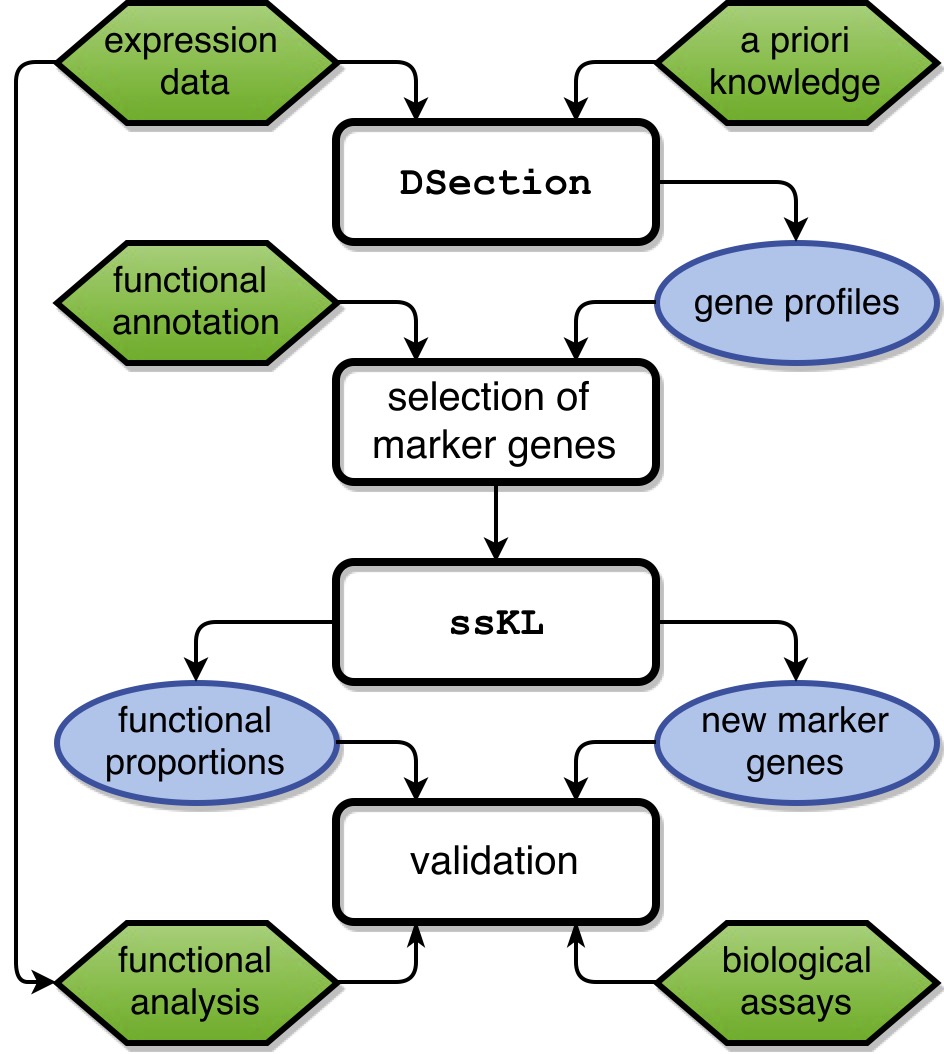 expression
data
a priori
knowledge
DSection
functional
annotation
gene profiles
selection of
marker genes
ssKL
functional
proportions
new marker
genes
validation
functional
analysis
biological
assays